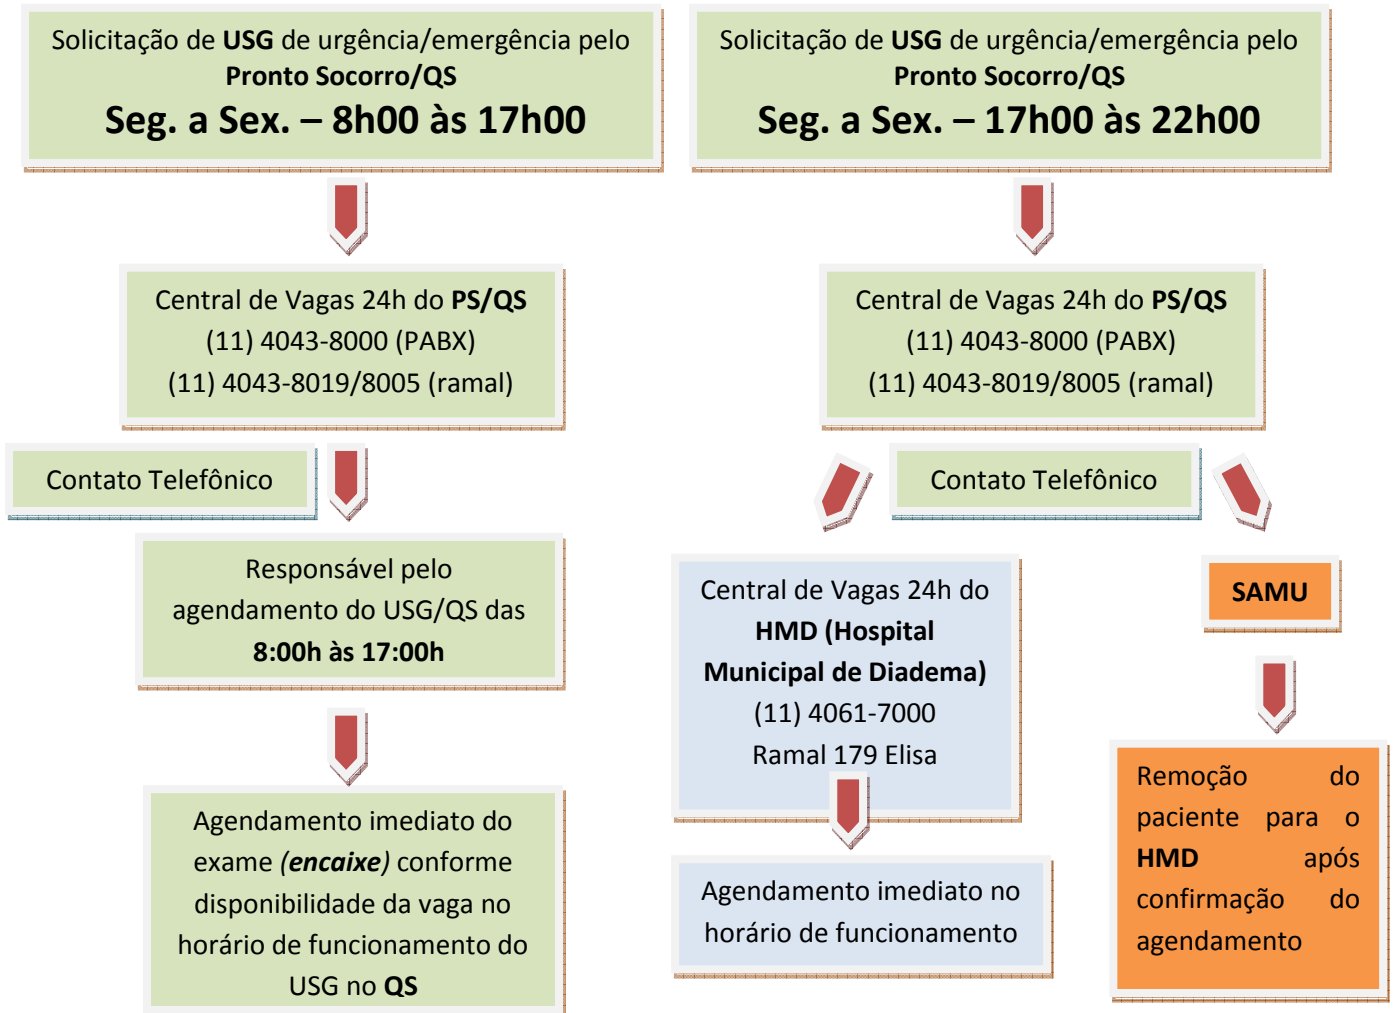 Solicitação de USG de urgência/emergência pelo
Pronto Socorro/QS
Seg. a Sex. – 8h00 às 17h00
Central de Vagas 24h do PS/QS
(11) 4043-8000 (PABX)
(11) 4043-8019/8005 (ramal)
Contato Telefônico
Responsável pelo
agendamento do USG/QS das
8:00h às 17:00h
Agendamento imediato do
exame (encaixe) conforme
disponibilidade da vaga no
horário de funcionamento do
USG no QS
Solicitação de USG de urgência/emergência pelo
Pronto Socorro/QS
Seg. a Sex. – 17h00 às 22h00
Central de Vagas 24h do PS/QS
(11) 4043-8000 (PABX)
(11) 4043-8019/8005 (ramal)
Contato Telefônico
Central de Vagas 24h do
HMD (Hospital
Municipal de Diadema)
(11) 4061-7000
Ramal 179 Elisa
Agendamento imediato no
horário de funcionamento
SAMU
Remoção do
paciente para o
HMD após
confirmação do
agendamento